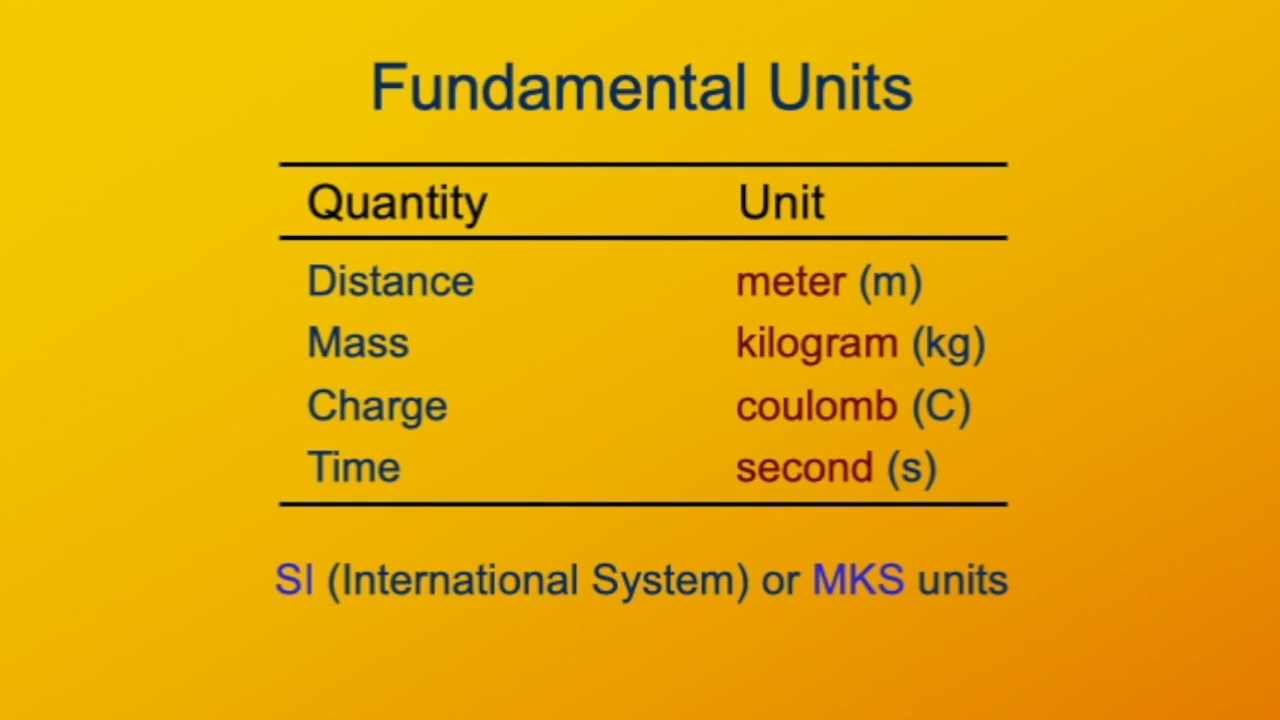 Fundamental Units
Quantity Unit
Distance meter (m)
Mass kilogram (kg)
Charge coulomb (C)
Time second (s)
SI (International System) or MKS units